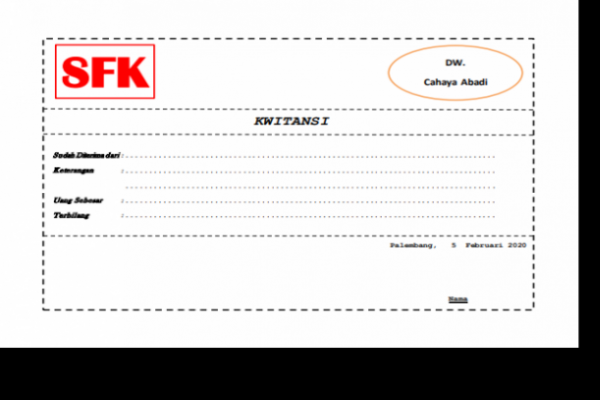 SFK
DW.
Cahaya Abadi
KWITANSI
Sudah Diterima dari :
Keterangan :
Uang Sebesar :
Terbilang :
Palembang, 5 Februari 2020
Nama